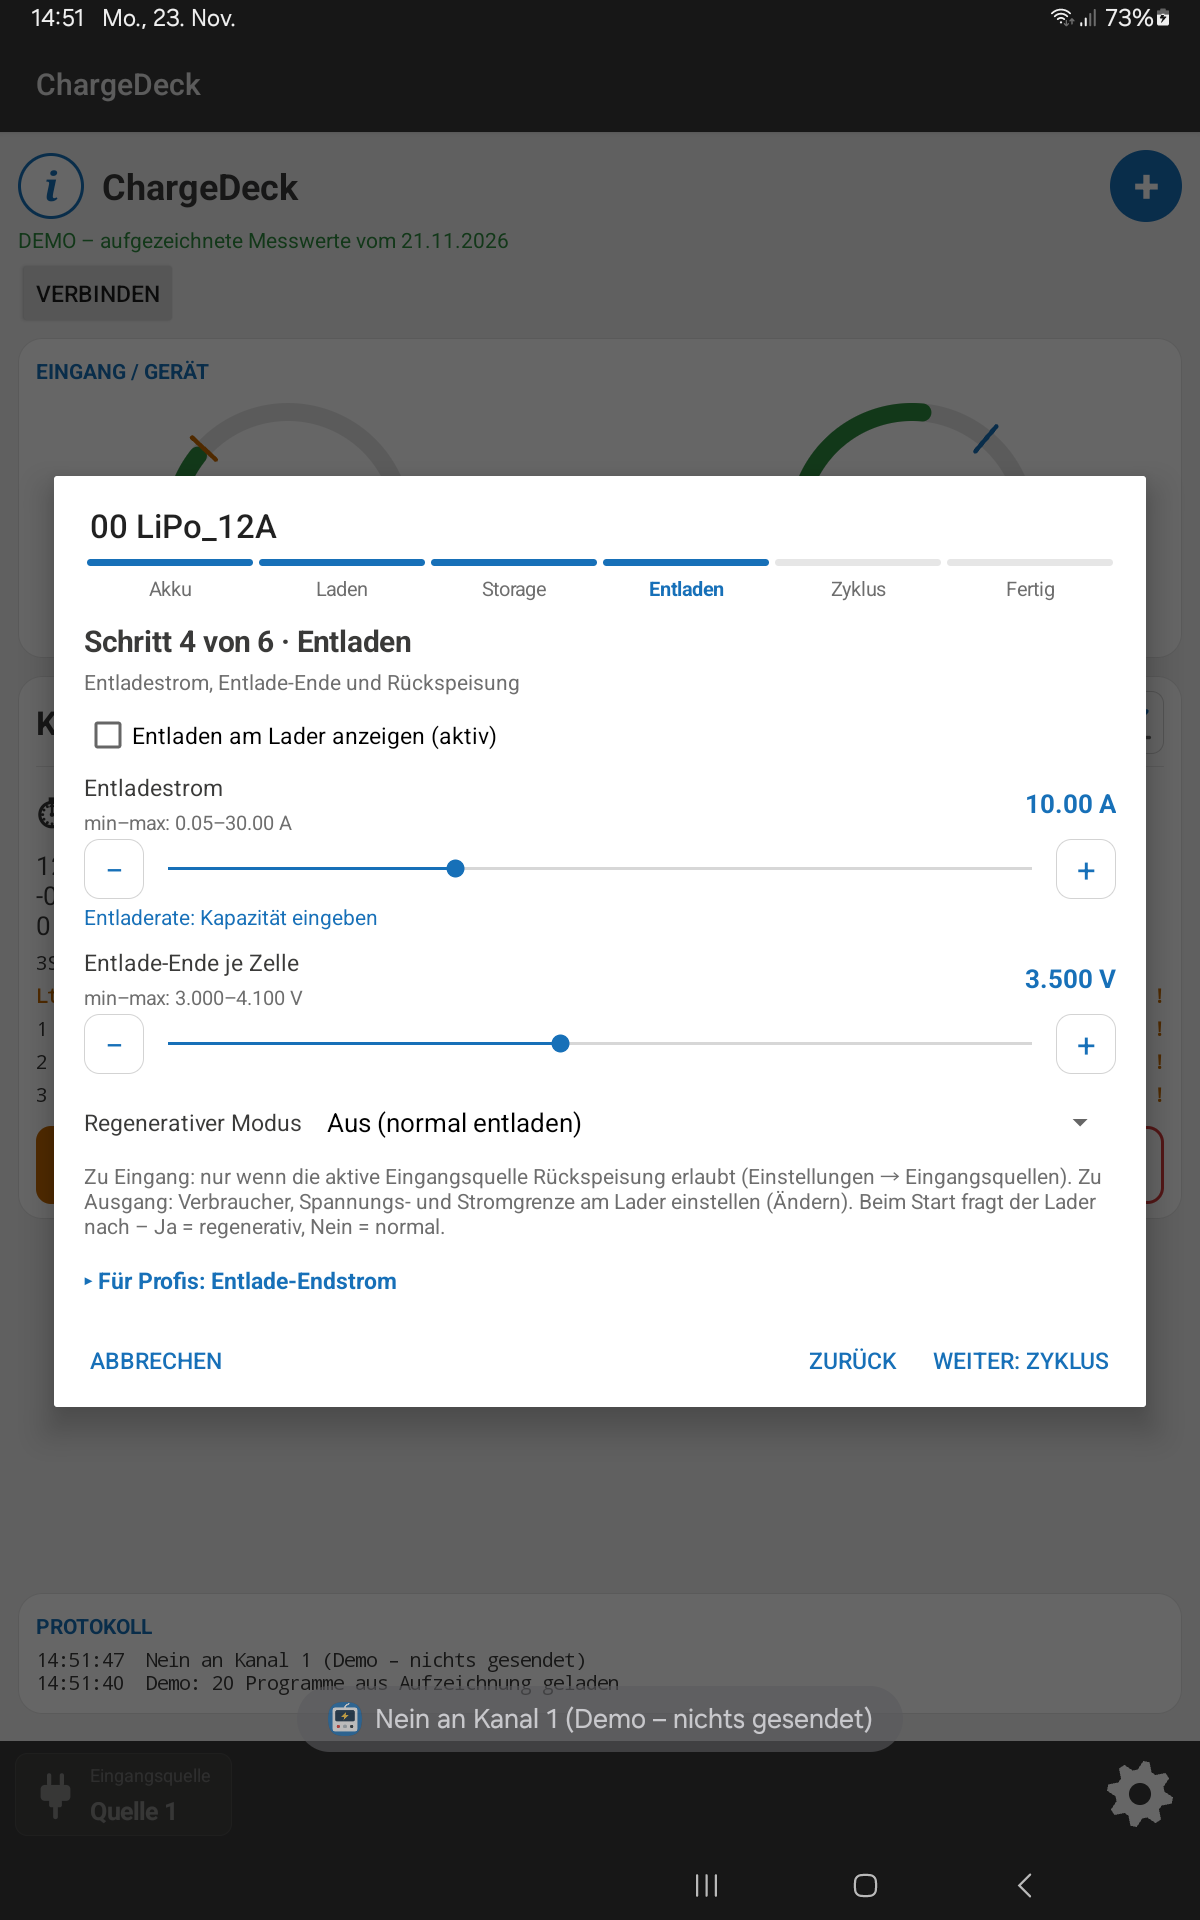 14:51 Mo., 23. Nov.
73%
ChargeDeck
i ChargeDeck
DEMO – aufgezeichnete Messwerte vom 21.11.2026
VERBINDEN
EINGANG / GERÄT
00 LiPo_12A
Akku Laden Storage Entladen Zyklus Fertig
Schritt 4 von 6 · Entladen
Entladestrom, Entlade-Ende und Rückspeisung
Entladen am Lader anzeigen (aktiv)
Entladestrom
10.00 A
min–max: 0.05–30.00 A
− +
Entladerate: Kapazität eingeben
Entlade-Ende je Zelle
3.500 V
min–max: 3.000–4.100 V
− +
Regenerativer Modus Aus (normal entladen)
Zu Eingang: nur wenn die aktive Eingangsquelle Rückspeisung erlaubt (Einstellungen → Eingangsquellen). Zu
Ausgang: Verbraucher, Spannungs- und Stromgrenze am Lader einstellen (Ändern). Beim Start fragt der Lader
nach – Ja = regenerativ, Nein = normal.
▸ Für Profis: Entlade-Endstrom
ABBRECHEN ZURÜCK WEITER: ZYKLUS
K
-0
0
3S
1 !
2 !
3 !
PROTOKOLL
14:51:47 Nein an Kanal 1 (Demo – nichts gesendet)
14:51:40 Demo: 20 Programme aus Aufzeichnung geladen
Nein an Kanal 1 (Demo – nichts gesendet)
Eingangsquelle
Quelle 1